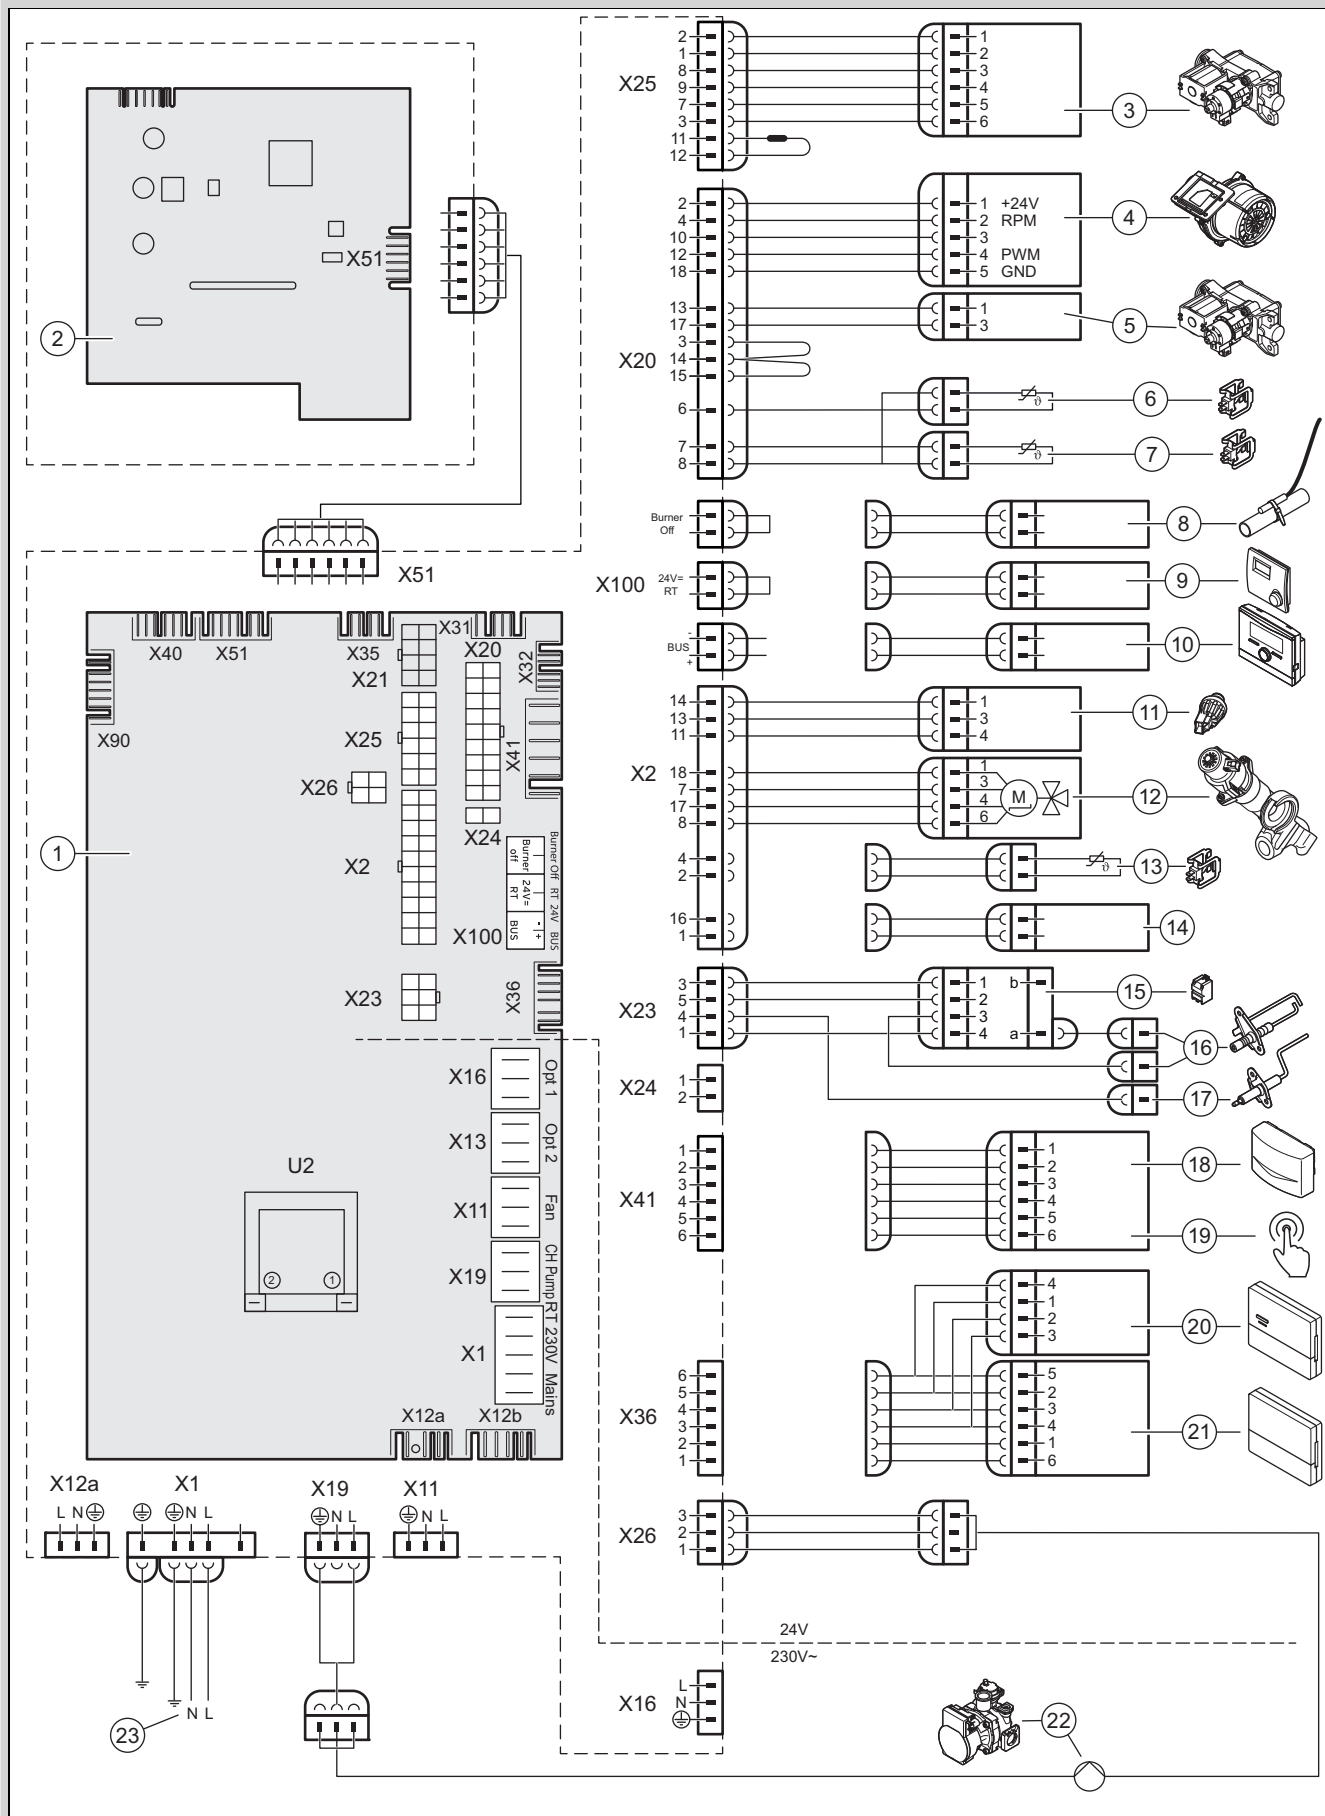 X25
2
1
8
9
7
3
11
12
1
2
3
4
5
6
3
X20
2
4
10
12
18
13
17
3
14
15
6
7
8
1 +24V
2 RPM
3
4 PWM
5 GND
4
1
3
5
ϑ
6
ϑ
7
X51
2
X51
Burner
Off
8
X100
24V=
RT
9
-
BUS
+
10
X2
14
13
11
18
7
17
8
4
2
16
1
1
3
4
11
1
3
4
6
M
12
ϑ
13
14
X23
3
5
4
1
1
2
3
4
b
a
15
16
17
X24
1
2
X41
1
2
3
4
5
6
1
2
3
4
5
6
18
19
4
1
2
3
20
X36
6
5
4
3
2
1
5
2
3
4
1
6
21
X26
3
2
1
24V
230V~
X16
L
N
22
X40
X51
X35
X31
X20
X32
X21
X90
X25
X41
X26
X24
X2
Burner
off
24V=
RT
BUS
- +
Burner Off
RT 24V
BUS
X100
X23
X36
1
X16
Opt 1
X13
Opt 2
X11
Fan
X19
CH Pump
X1
RT 230V
Mains
U2
2
1
X12a
X12b
X12a
L N
X1
N L
X19
N L
X11
N L
N L
23